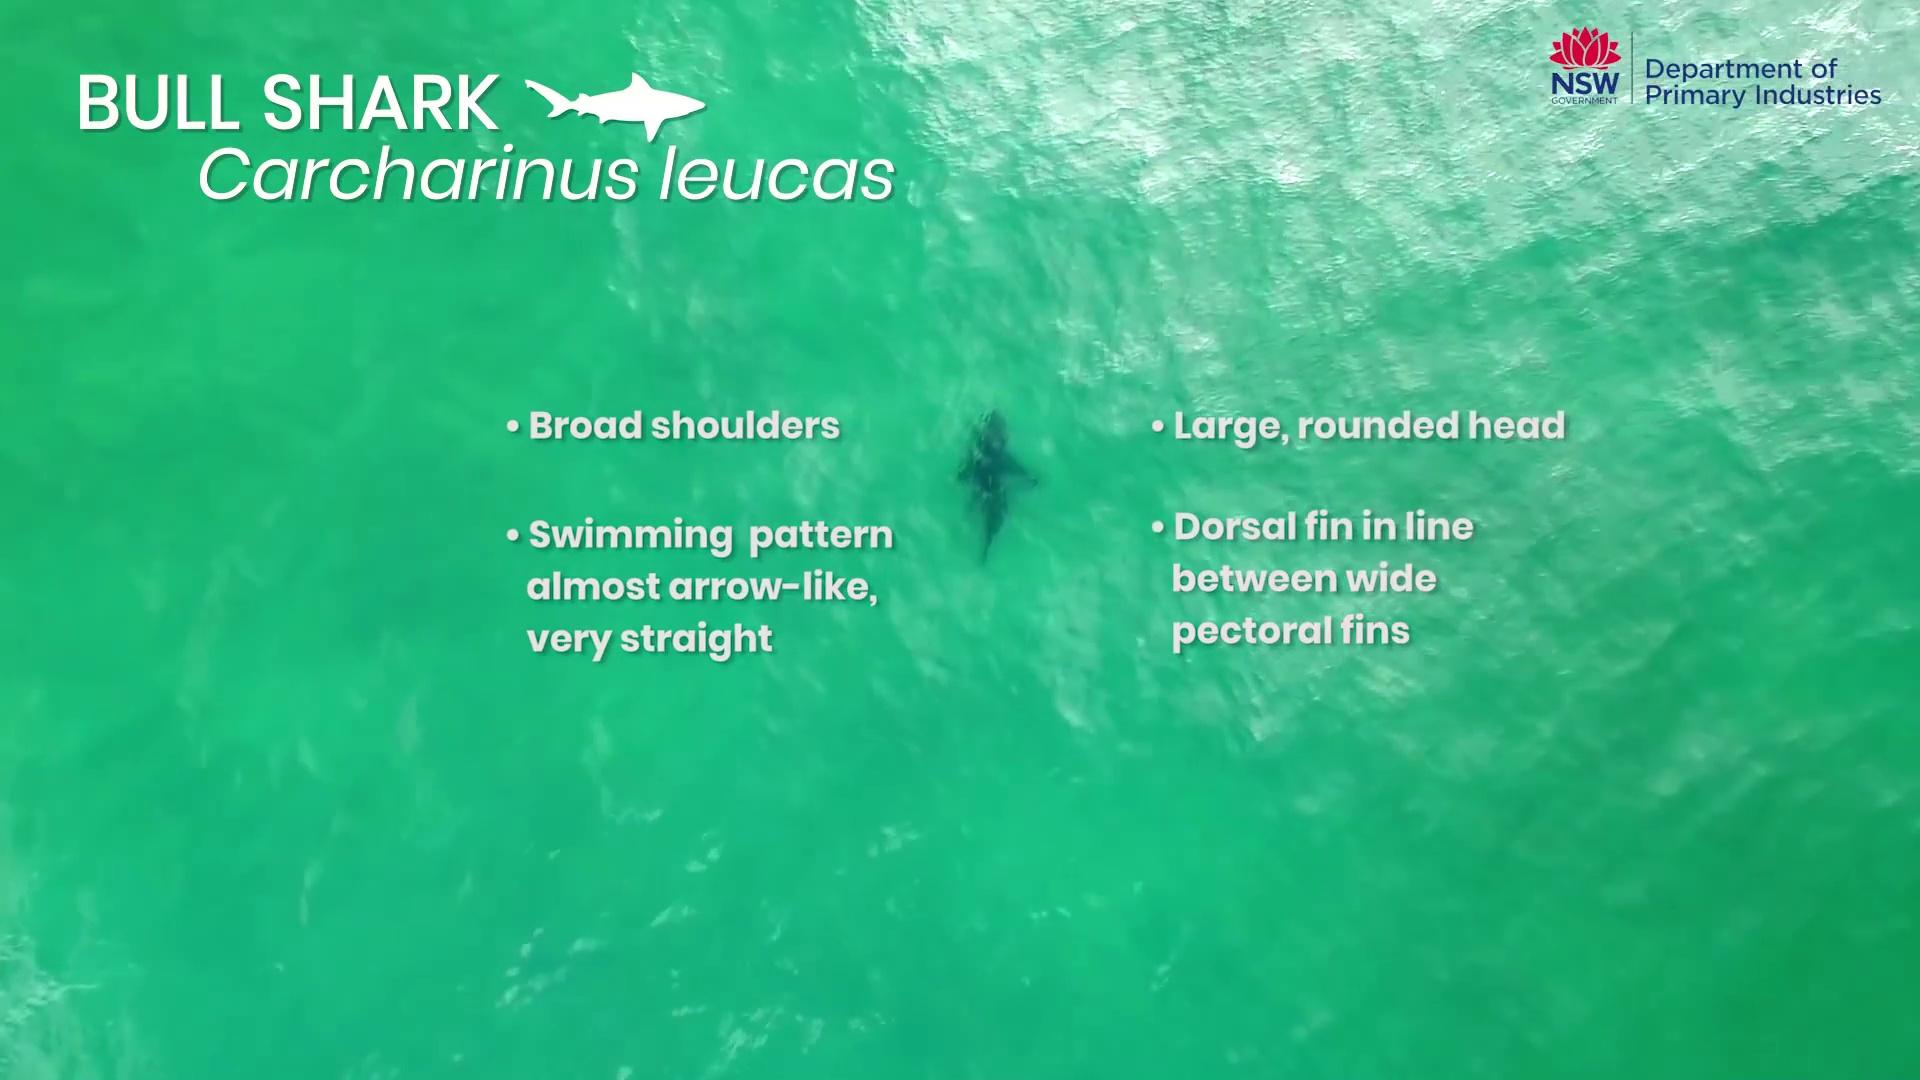 BULL SHARK
Carcharinus leucas
NSW
GOVERNMENT
Department of
Primary Industries
• Broad shoulders
• Swimming pattern
almost arrow-like,
very straight
• Large, rounded head
• Dorsal fin in line
between wide
pectoral fins